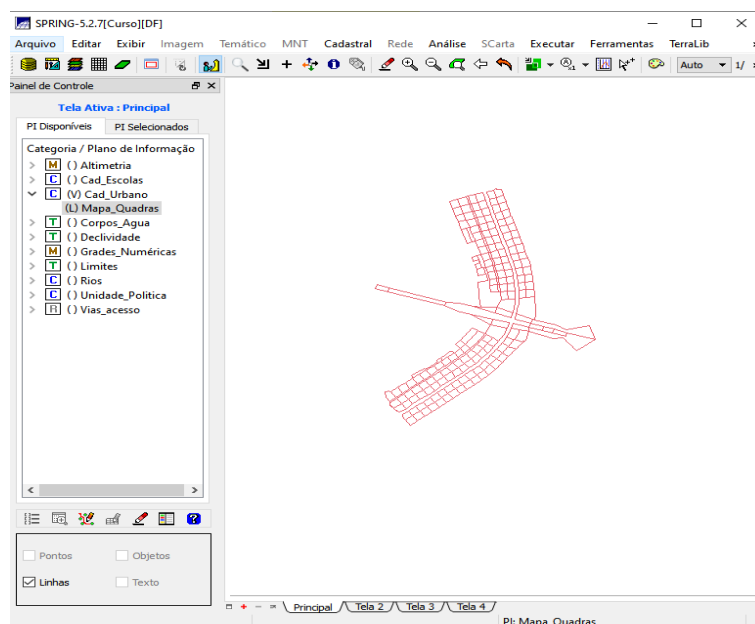 SPRING-5.2.7[Curso][DF]
Arquivo Editar Exibir Imagem Temático MNT Cadastral Rede Análise SCarta Executar Ferramentas TerraLib
Auto 1/
Painel de Controle
Tela Ativa : Principal
PI Disponíveis PI Selecionados
Categoria / Plano de Informação
M ( ) Altimetria
C ( ) Cad_Escolas
C (V) Cad_Urbano
(L) Mapa_Quadras
T ( ) Corpos_Agua
T ( ) Declividade
M ( ) Grades_Numéricas
T ( ) Limites
C ( ) Rios
C ( ) Unidade_Politica
R ( ) Vias_acesso
Pontos Objetos
Linhas Texto
Principal Tela 2 Tela 3 Tela 4
PI: Mapa_Quadras